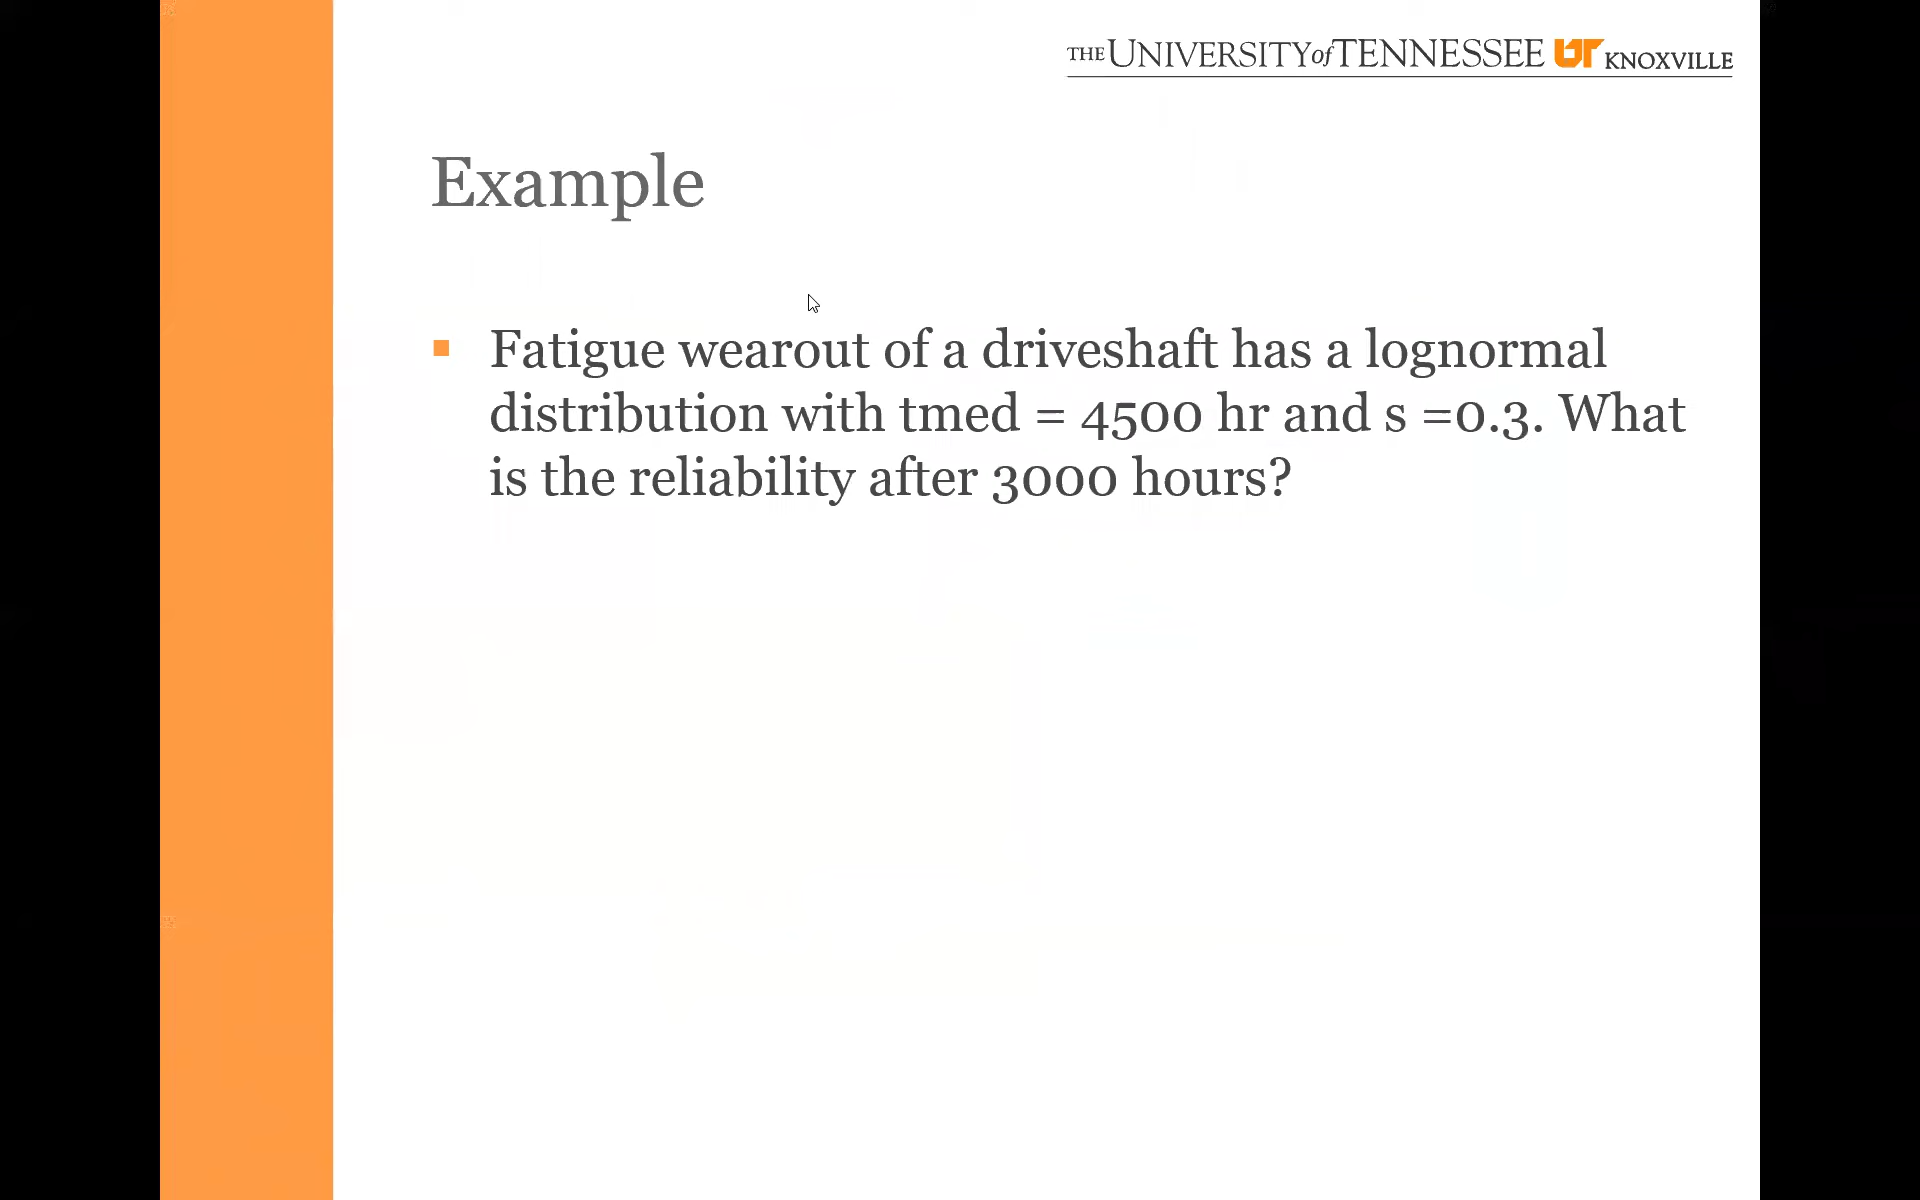 THE UNIVERSITY of TENNESSEE UT KNOXVILLE
Example
Fatigue wearout of a driveshaft has a lognormal
distribution with tmed = 4500 hr and s =0.3. What
is the reliability after 3000 hours?